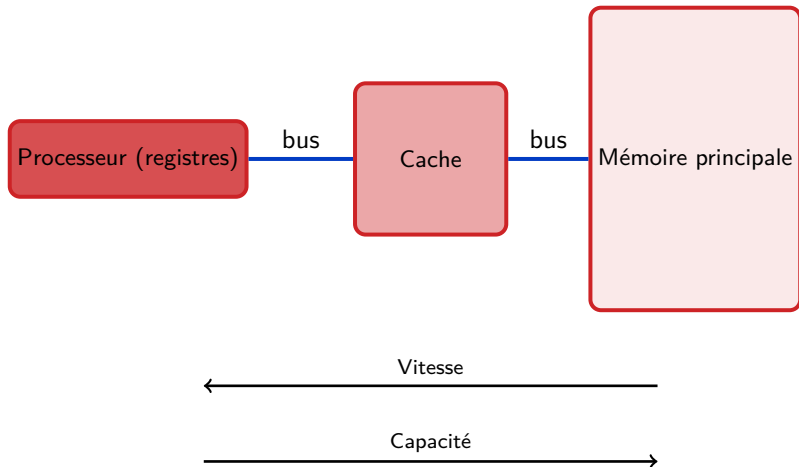 Processeur (registres)
bus
Cache
bus
Mémoire principale
Vitesse
Capacité